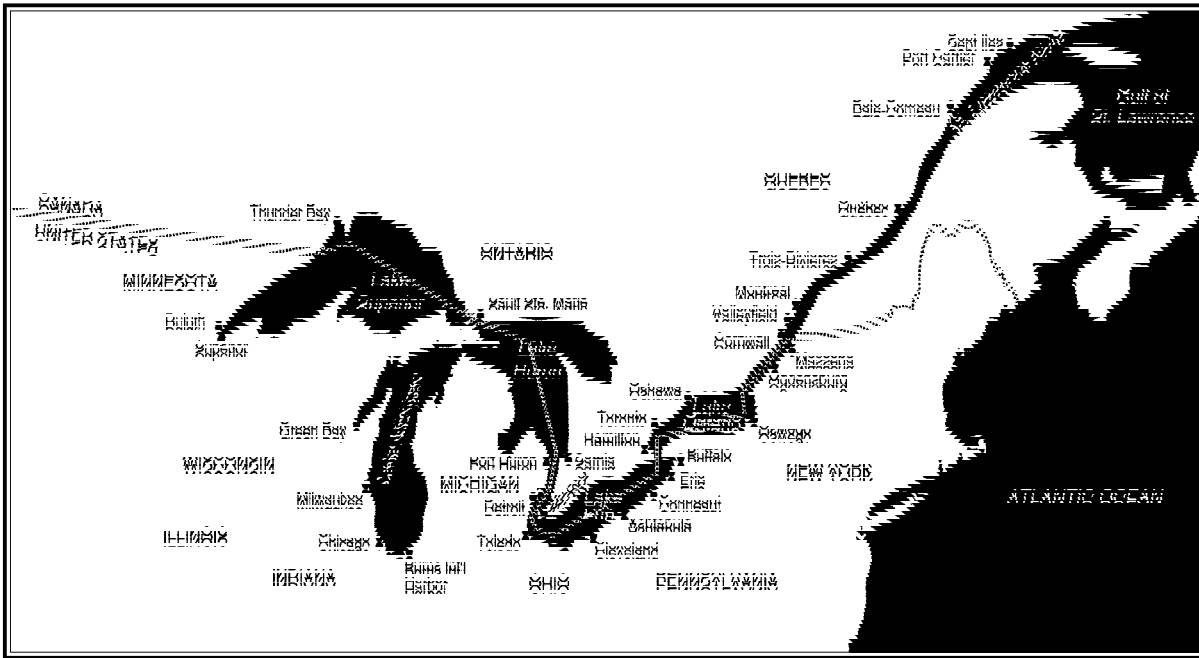 Sept Iles
Port Cartier
Baie-Comeau
Gulf of
St. Lawrence
QUEBEC
CANADA
UNITED STATES
Thunder Bay
Quebec
ONTARIO
Trois-Rivieres
MINNESOTA
Lake
Superior
Montreal
Sault Ste. Marie
Valleyfield
Duluth
Cornwall
Superior
Lake
Huron
Massena
Ogdensburg
Oshawa
Lake
Ontario
Toronto
Green Bay
Hamilton
Oswego
Buffalo
WISCONSIN
Port Huron
Sarnia
NEW YORK
MICHIGAN
Erie
Milwaukee
Conneaut
ATLANTIC OCEAN
Detroit
Ashtabula
ILLINOIS
Chicago
Toledo
Cleveland
INDIANA
Burns Int'l
Harbor
OHIO
PENNSYLVANIA